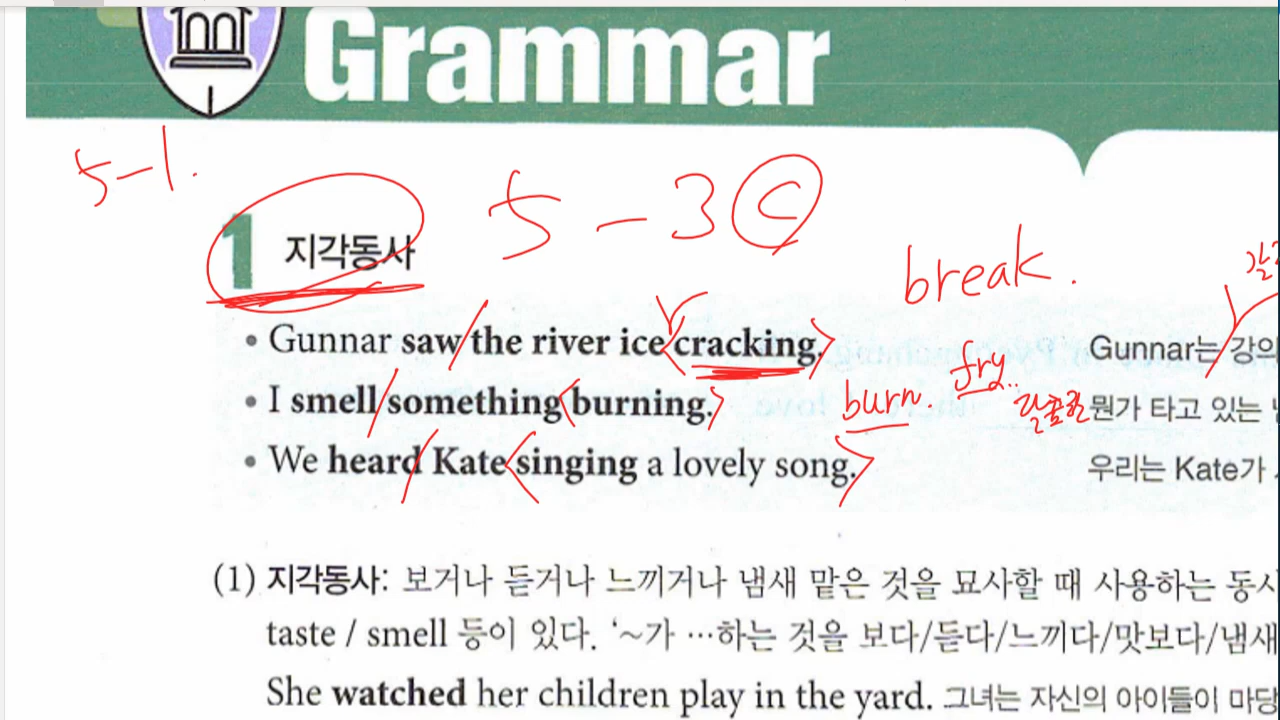 Grammar
5-1.
5-3 ⓒ
1 지각동사
break.
• Gunnar saw the river ice cracking. Gunnar는 강의
fry..
• I smell something burning. burn. 뭔가 타고 있는
• We heard Kate singing a lovely song. 우리는 Kate가
(1) 지각동사: 보거나 듣거나 느끼거나 냄새 맡은 것을 묘사할 때 사용하는 동사
taste / smell 등이 있다. ‘~가 …하는 것을 보다/듣다/느끼다/맛보다/냄새
She watched her children play in the yard. 그녀는 자신의 아이들이 마당